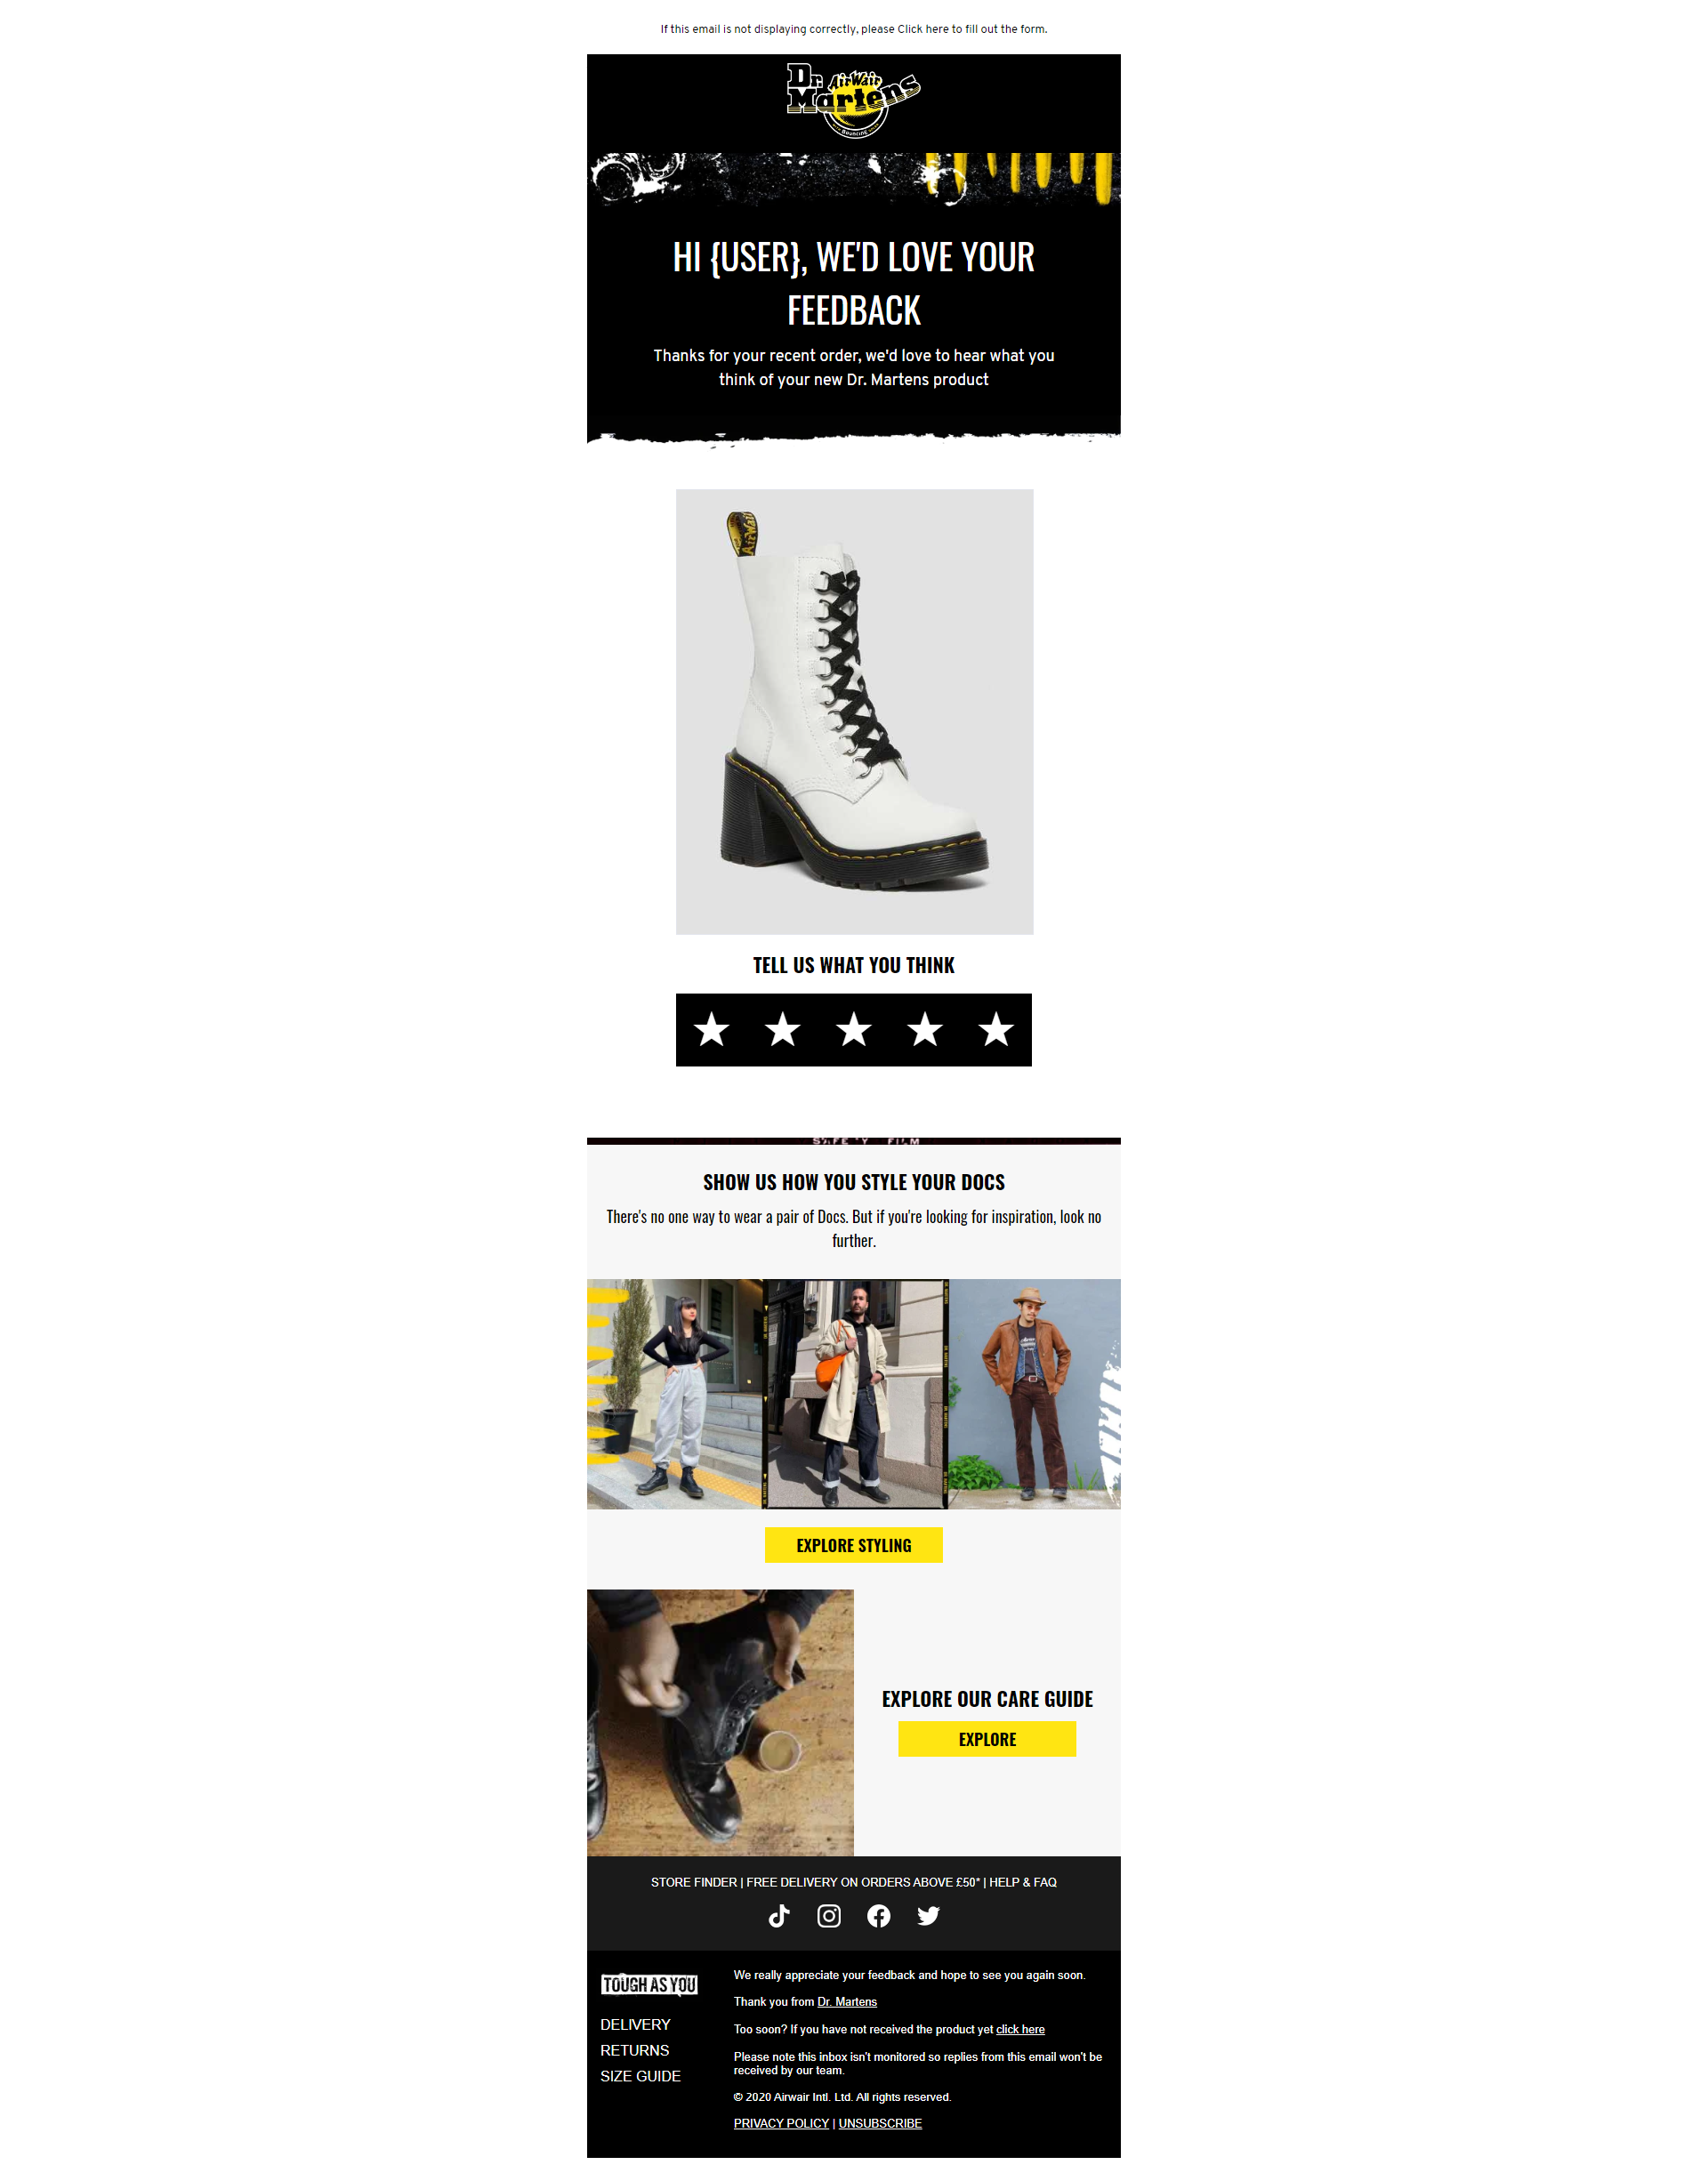 If this email is not displaying correctly, please Click here to fill out the form.
Dr. AirWair
Martens
Bouncing
HI {USER}, WE'D LOVE YOUR
FEEDBACK
Thanks for your recent order, we'd love to hear what you
think of your new Dr. Martens product
AirWair
TELL US WHAT YOU THINK
SAFETY FILM
SHOW US HOW YOU STYLE YOUR DOCS
There's no one way to wear a pair of Docs. But if you're looking for inspiration, look no
further.
EXPLORE STYLING
EXPLORE OUR CARE GUIDE
EXPLORE
STORE FINDER | FREE DELIVERY ON ORDERS ABOVE £50* | HELP & FAQ
TOUGH AS YOU
DELIVERY
RETURNS
SIZE GUIDE
We really appreciate your feedback and hope to see you again soon.
Thank you from Dr. Martens
Too soon? If you have not received the product yet click here
Please note this inbox isn't monitored so replies from this email won't be
received by our team.
© 2020 Airwair Intl. Ltd. All rights reserved.
PRIVACY POLICY | UNSUBSCRIBE